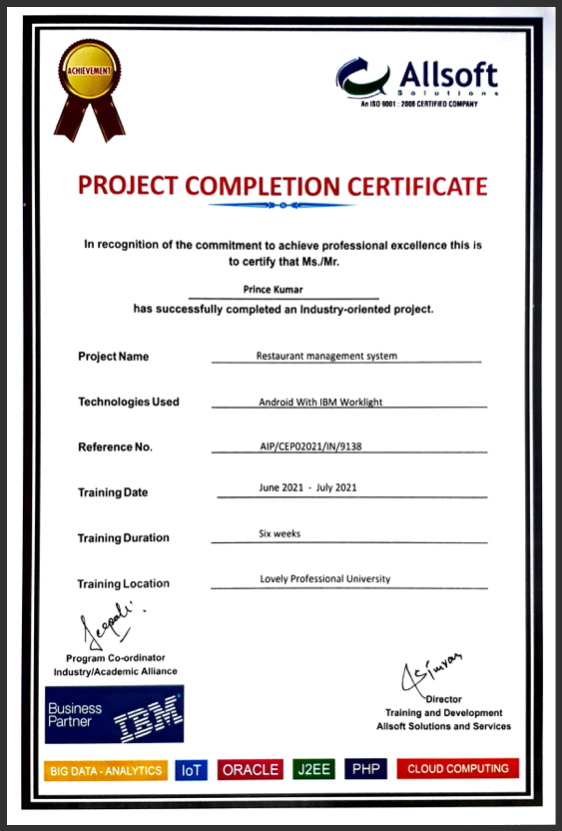 ACHIEVEMENT
Allsoft
Solutions
An ISO 9001 : 2008 CERTIFIED COMPANY
PROJECT COMPLETION CERTIFICATE
In recognition of the commitment to achieve professional excellence this is
to certify that Ms./Mr.
Prince Kumar
has successfully completed an Industry-oriented project.
Project Name Restaurant management system
Technologies Used Android With IBM Worklight
Reference No. AIP/CEP02021/IN/9138
Training Date June 2021 - July 2021
Training Duration Six weeks
Training Location Lovely Professional University
Deepali
Program Co-ordinator
Industry/Academic Alliance
Business
Partner
IBM
Director
Training and Development
Allsoft Solutions and Services
BIG DATA - ANALYTICS IoT ORACLE J2EE PHP CLOUD COMPUTING